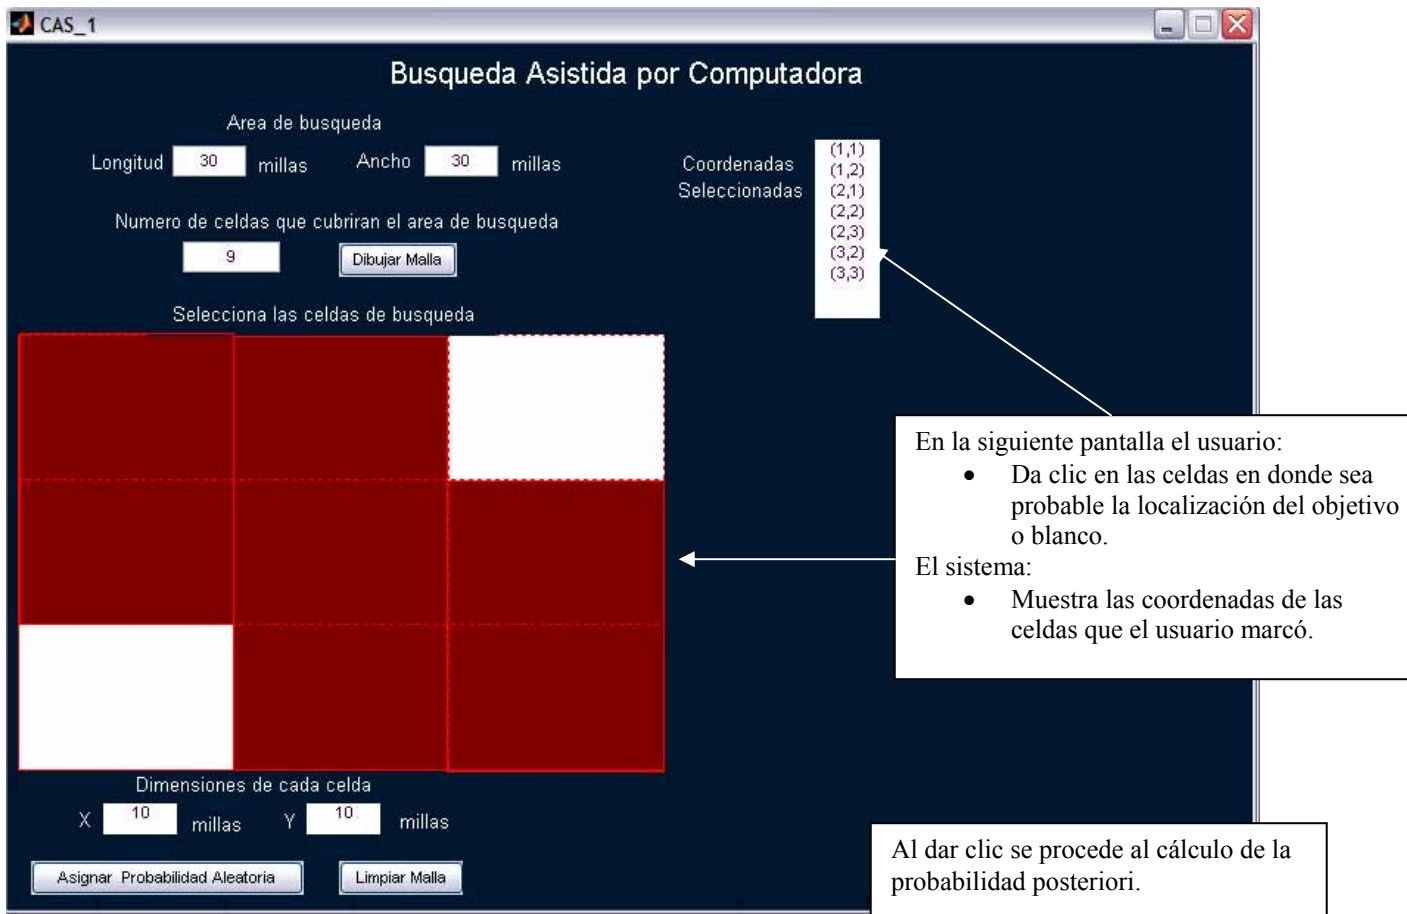 CAS_1
Busqueda Asistida por Computadora
Area de busqueda
Longitud 30 millas Ancho 30 millas
Numero de celdas que cubriran el area de busqueda
9 Dibujar Malla
Selecciona las celdas de busqueda
Coordenadas
Seleccionadas
(1,1)
(1,2)
(2,1)
(2,2)
(2,3)
(3,2)
(3,3)
En la siguiente pantalla el usuario:
• Da clic en las celdas en donde sea
probable la localización del objetivo
o blanco.
El sistema:
• Muestra las coordenadas de las
celdas que el usuario marcó.
Dimensiones de cada celda
X 10 millas Y 10 millas
Asignar Probabilidad Aleatoria Limpiar Malla
Al dar clic se procede al cálculo de la
probabilidad posteriori.